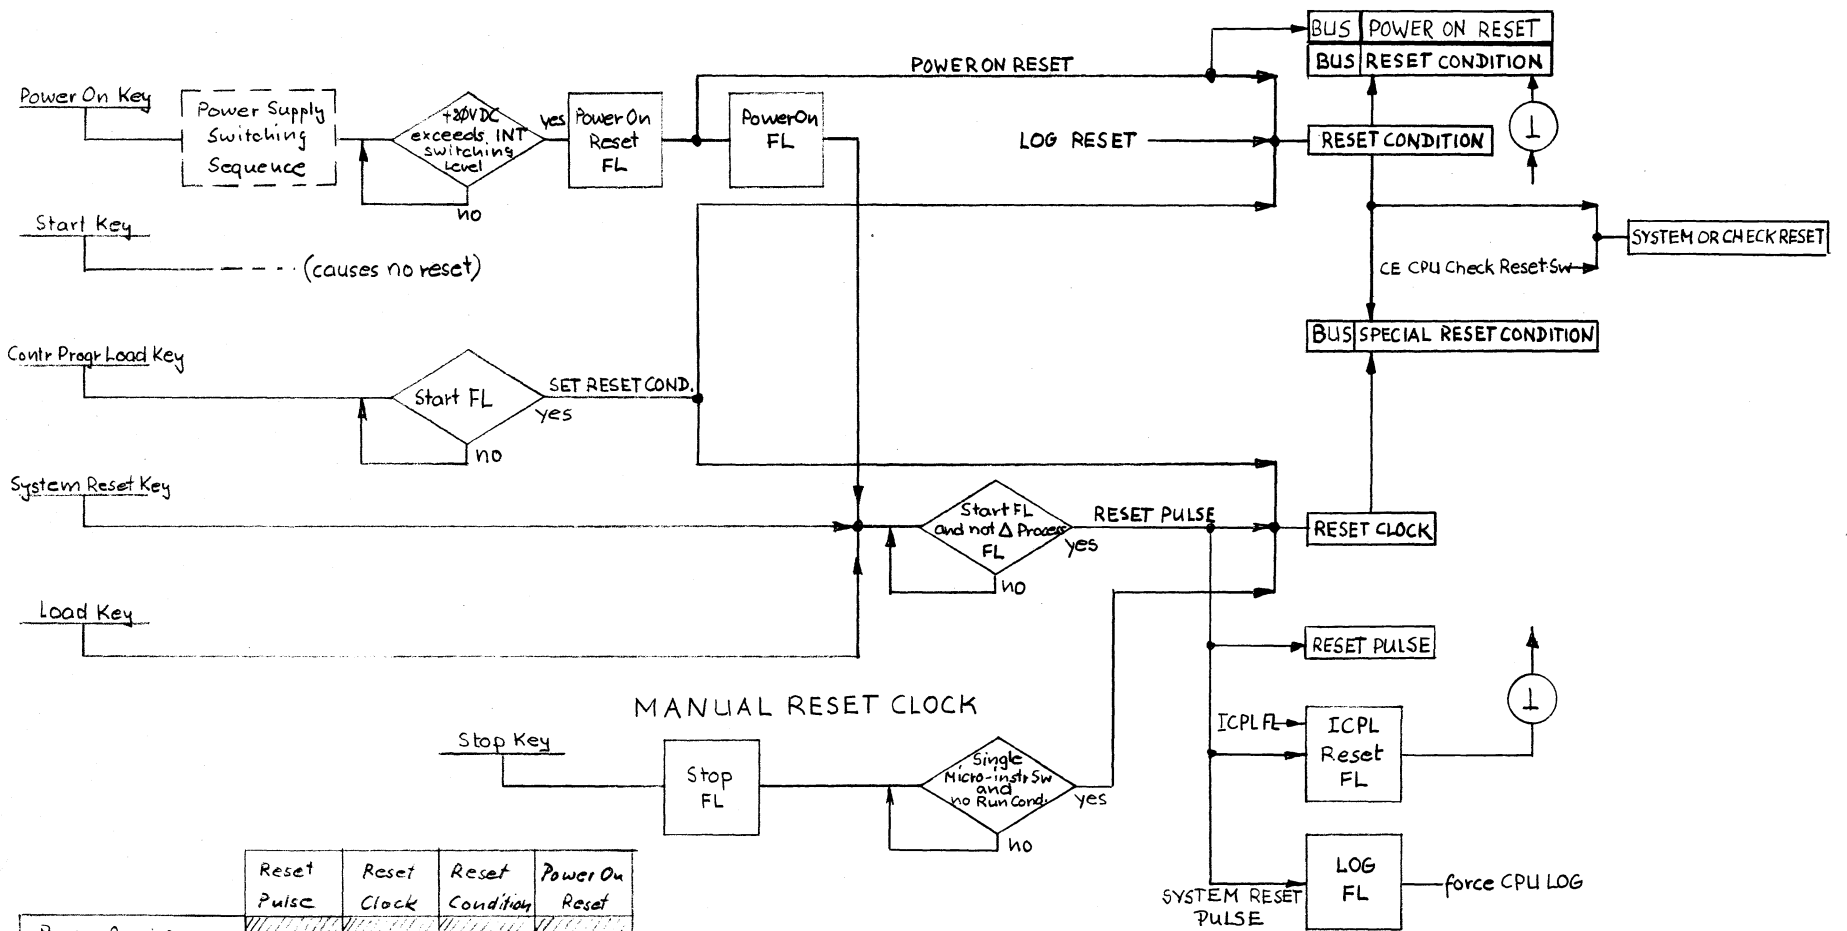 BUS POWER ON RESET
BUS RESET CONDITION
POWER ON RESET
Power On Key
Power Supply
Switching
Sequence
+20VDC
exceeds INT
switching
Level
yes
no
Power On
Reset
FL
Power On
FL
LOG RESET
RESET CONDITION
Start Key
(causes no reset)
SYSTEM OR CHECK RESET
CE CPU Check Reset-Sw
BUS SPECIAL RESET CONDITION
Contr Progr Load Key
Start FL
SET RESET COND.
yes
no
System Reset Key
Start FL
and not Δ Process
FL
RESET PULSE
yes
no
RESET CLOCK
Load Key
RESET PULSE
MANUAL RESET CLOCK
Stop Key
Stop
FL
Single
Micro-instr Sw
and
no Run Cond.
yes
no
ICPL FL
ICPL
Reset
FL
LOG
FL
force CPU LOG
SYSTEM RESET
PULSE
Reset
Pulse
Reset
Clock
Reset
Condition
Power On
Reset